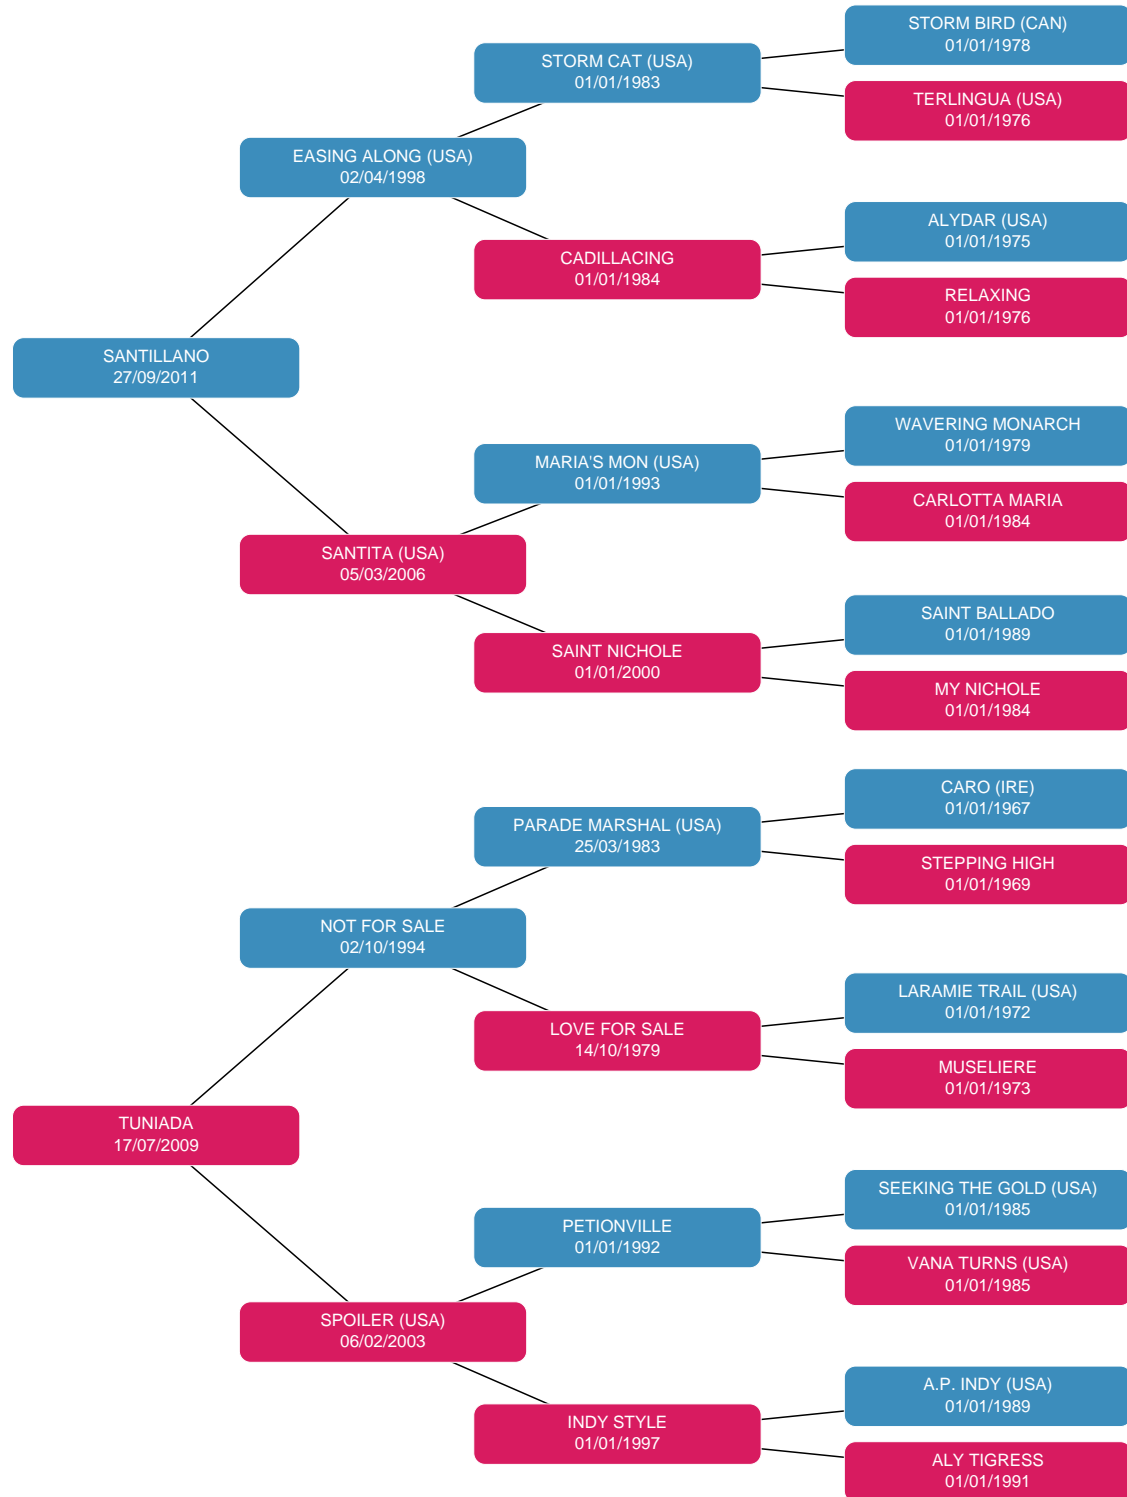 STORM BIRD (CAN)
01/01/1978
STORM CAT (USA)
01/01/1983
TERLINGUA (USA)
01/01/1976
EASING ALONG (USA)
02/04/1998
ALYDAR (USA)
01/01/1975
CADILLACING
01/01/1984
RELAXING
01/01/1976
SANTILLANO
27/09/2011
WAVERING MONARCH
01/01/1979
MARIA'S MON (USA)
01/01/1993
CARLOTTA MARIA
01/01/1984
SANTITA (USA)
05/03/2006
SAINT BALLADO
01/01/1989
SAINT NICHOLE
01/01/2000
MY NICHOLE
01/01/1984
CARO (IRE)
01/01/1967
PARADE MARSHAL (USA)
25/03/1983
STEPPING HIGH
01/01/1969
NOT FOR SALE
02/10/1994
LARAMIE TRAIL (USA)
01/01/1972
LOVE FOR SALE
14/10/1979
MUSELIERE
01/01/1973
TUNIADA
17/07/2009
SEEKING THE GOLD (USA)
01/01/1985
PETIONVILLE
01/01/1992
VANA TURNS (USA)
01/01/1985
SPOILER (USA)
06/02/2003
A.P. INDY (USA)
01/01/1989
INDY STYLE
01/01/1997
ALY TIGRESS
01/01/1991